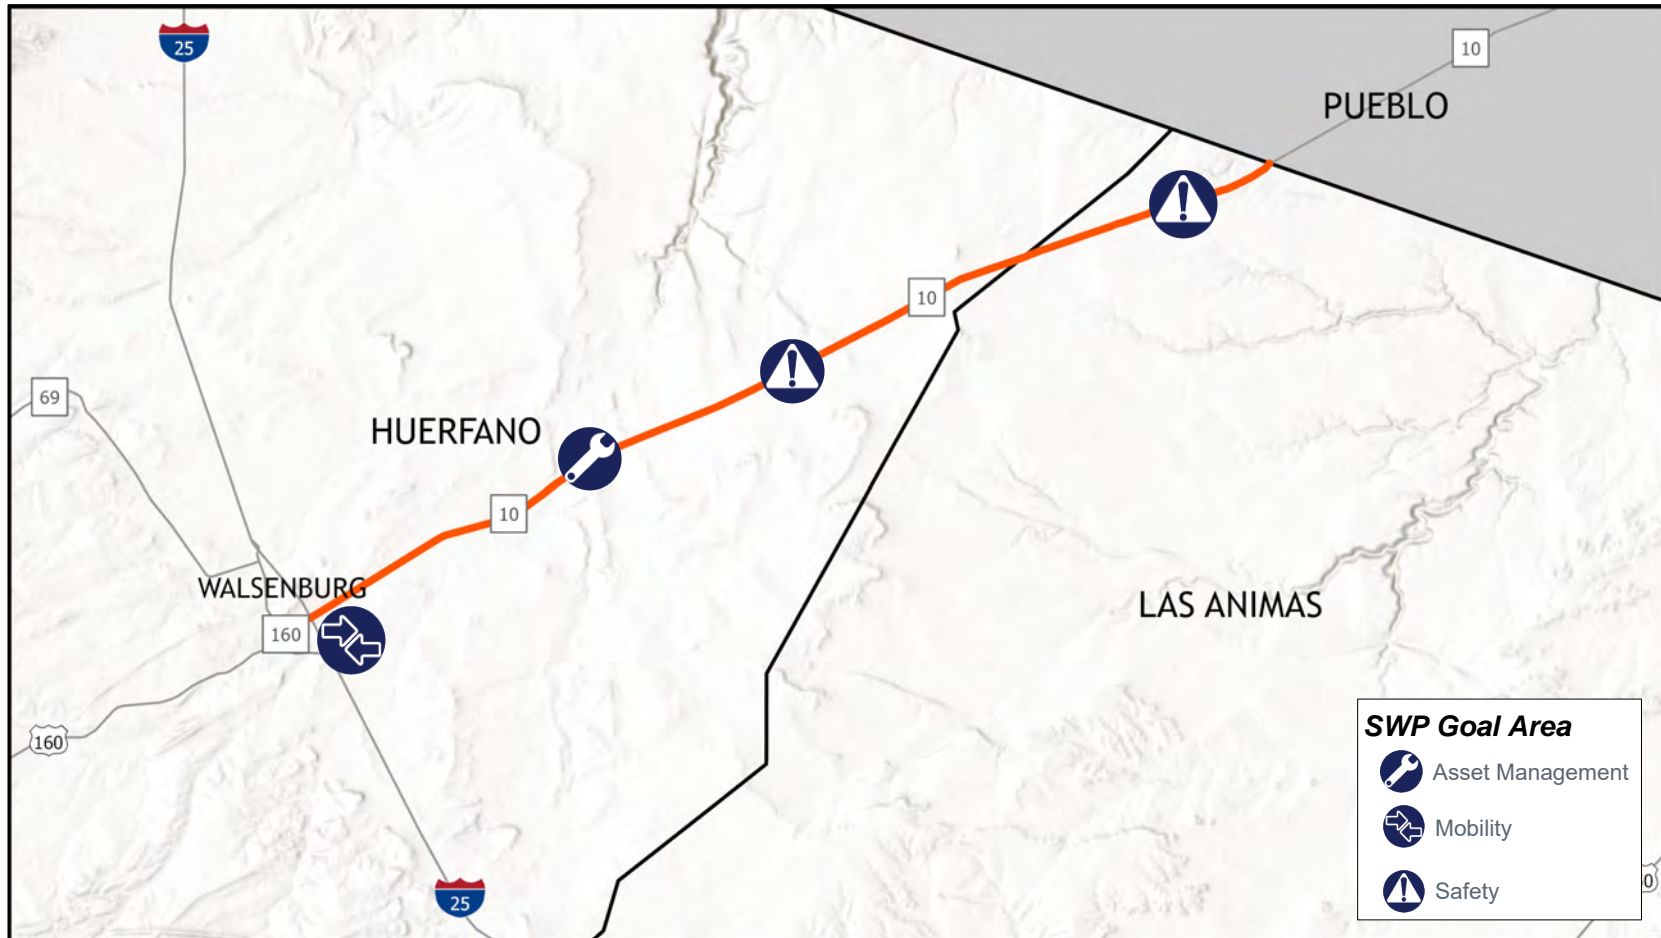 25
10
PUEBLO
10
69
HUERFANO
10
WALSENBURG
160
LAS ANIMAS
160
25
SWP Goal Area
Asset Management
Mobility
Safety